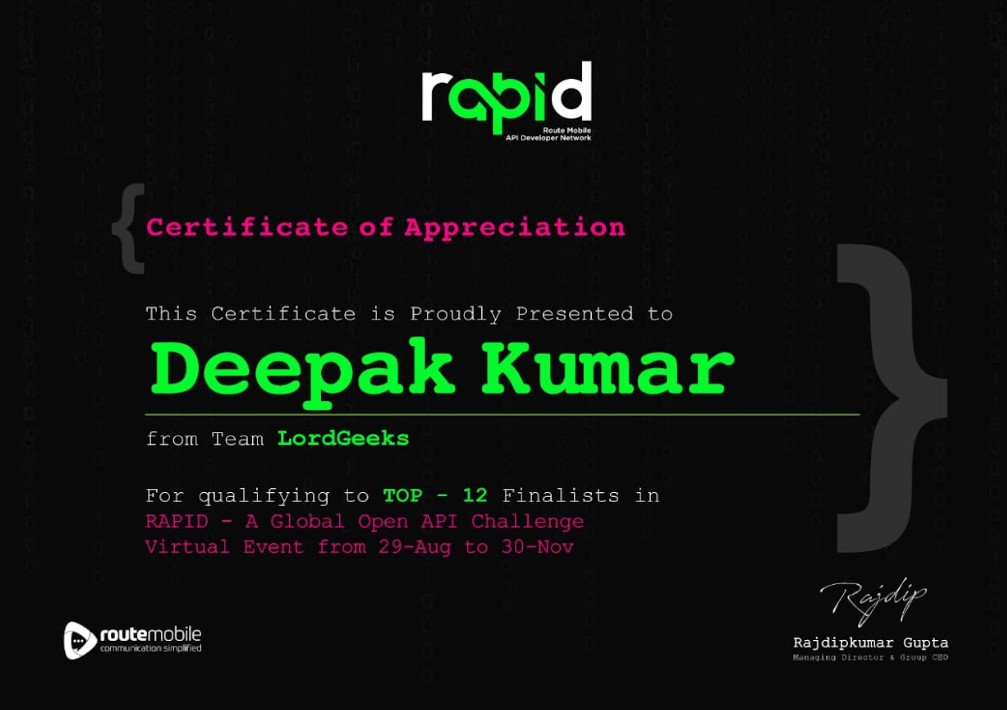 rapid
Route Mobile
API Developer Network
{
Certificate of Appreciation
This Certificate is Proudly Presented to
Deepak Kumar
from Team LordGeeks
For qualifying to TOP - 12 Finalists in
RAPID - A Global Open API Challenge
Virtual Event from 29-Aug to 30-Nov
}
Rajdip
Rajdipkumar Gupta
Managing Director & Group CEO
routemobile
communication simplified